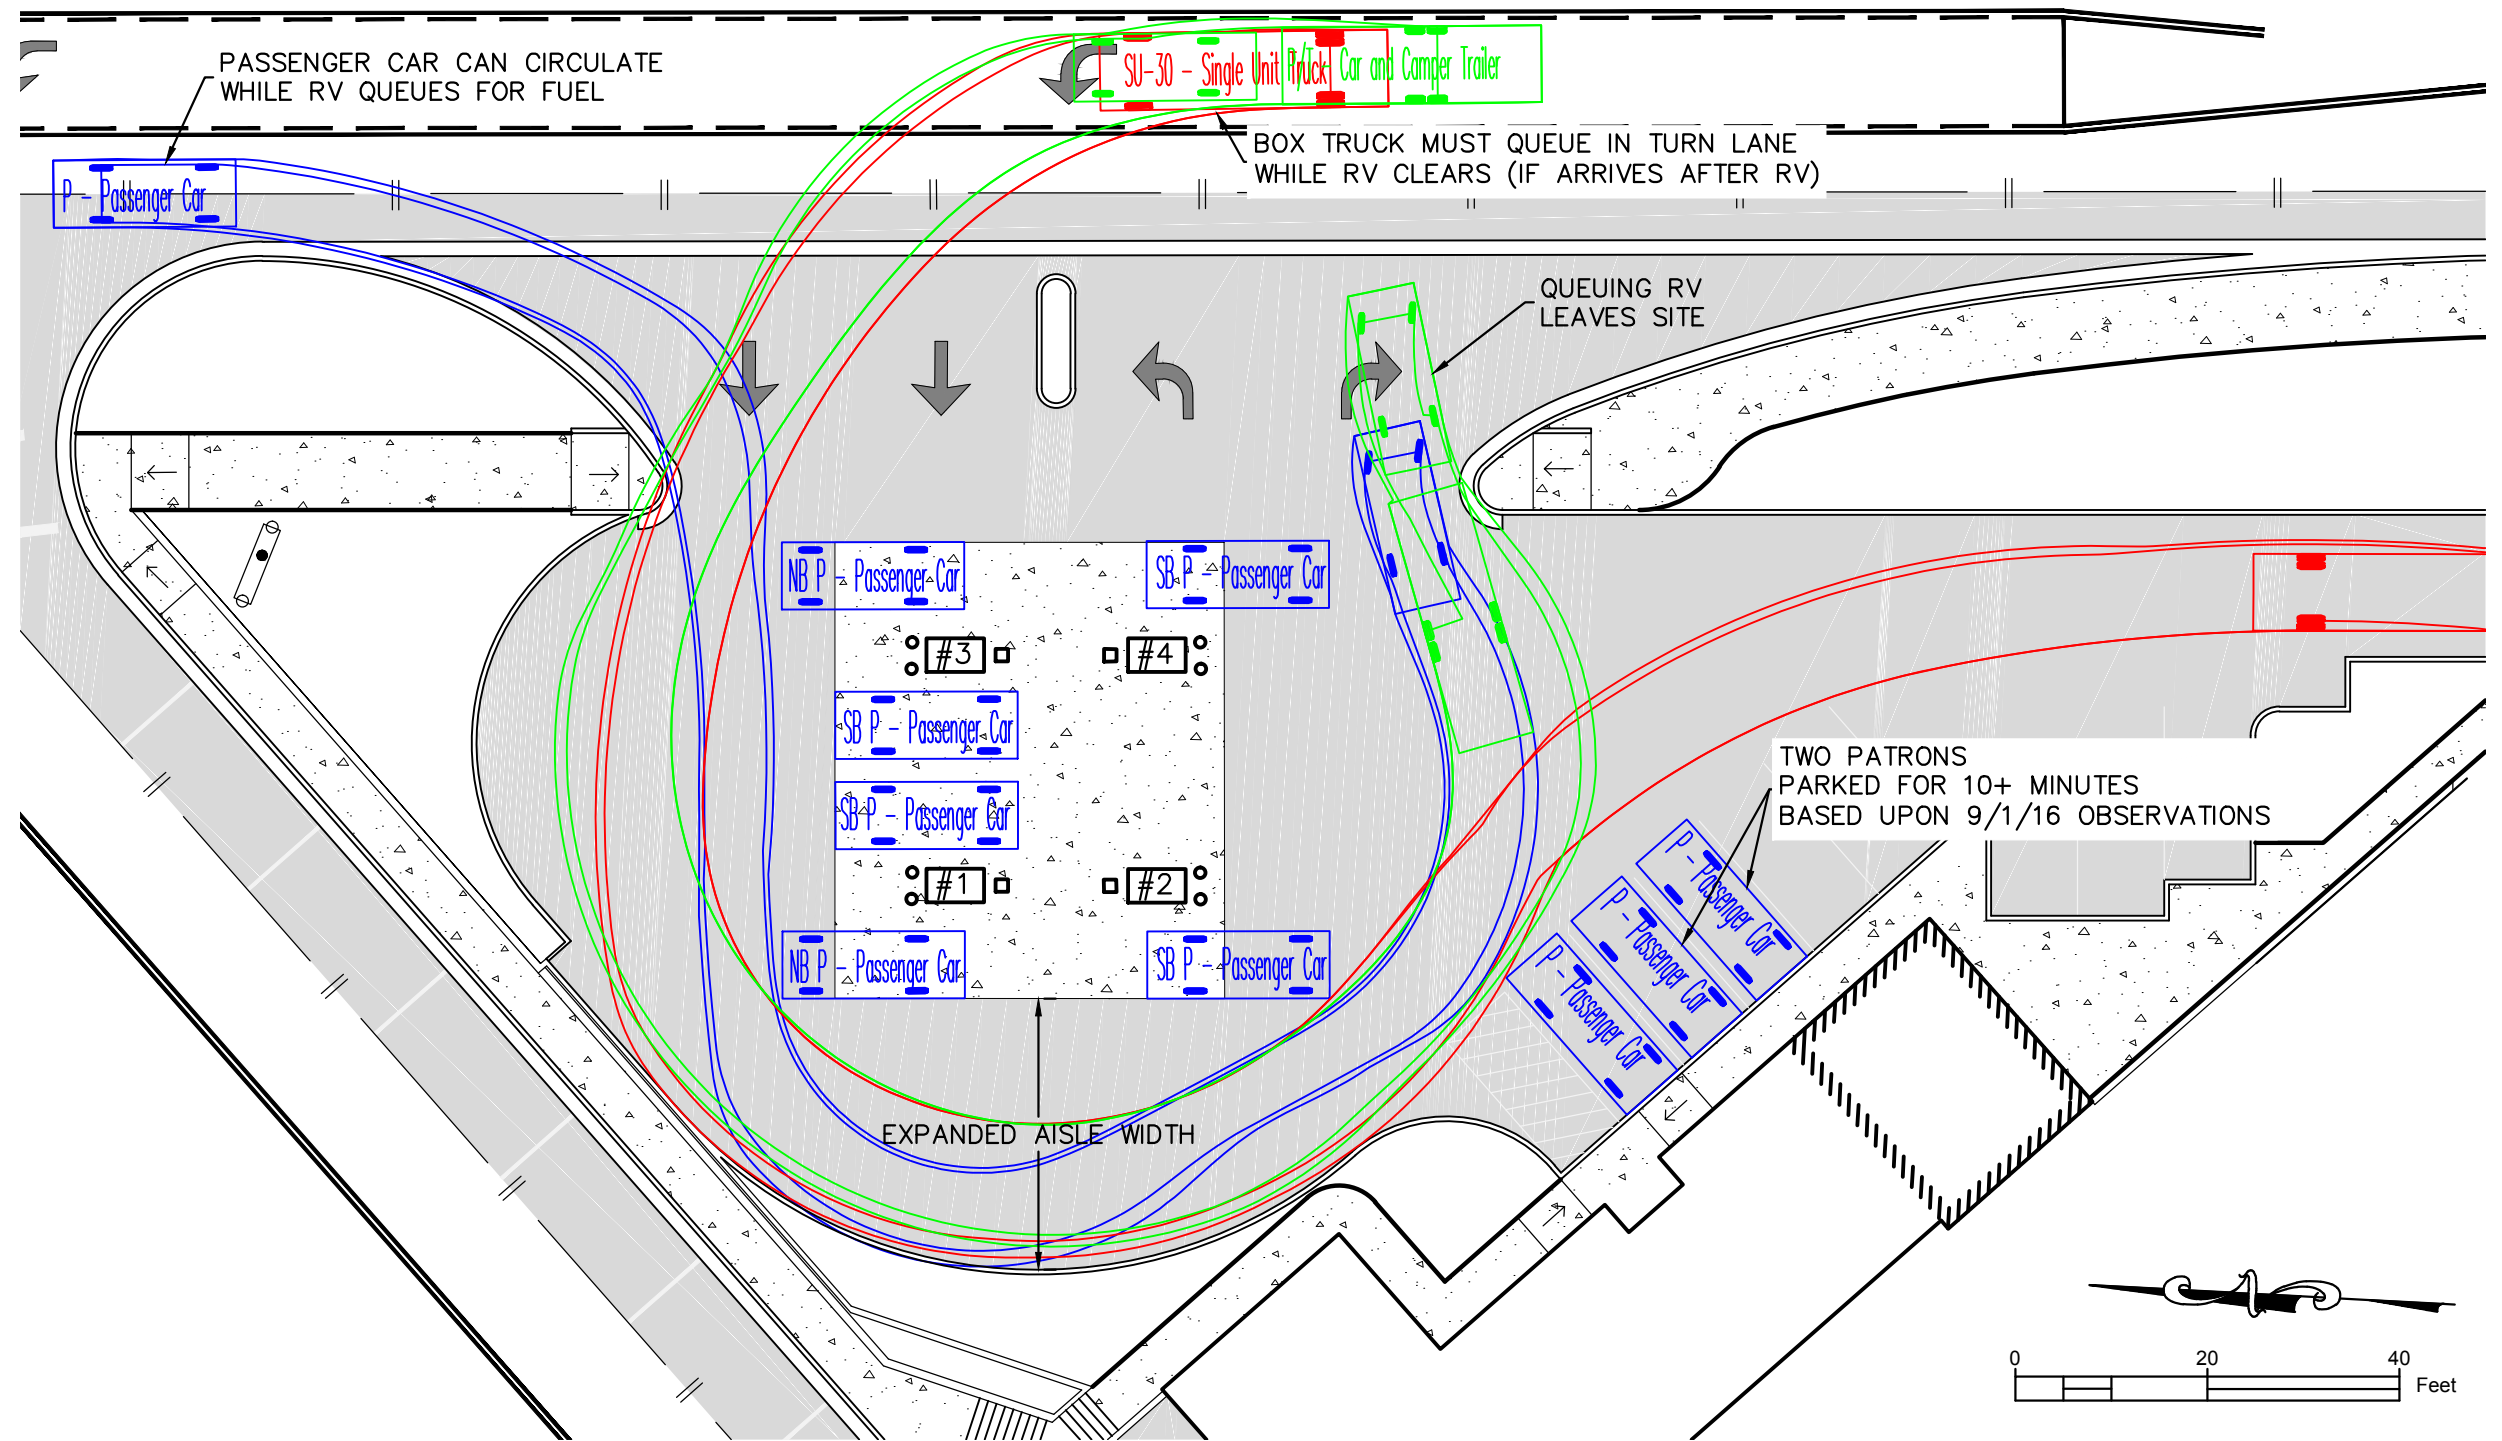 PASSENGER CAR CAN CIRCULATE
WHILE RV QUEUES FOR FUEL
SU-30 - Single Unit Truck
P/T - Car and Camper Trailer
BOX TRUCK MUST QUEUE IN TURN LANE
WHILE RV CLEARS (IF ARRIVES AFTER RV)
P - Passenger Car
QUEUING RV
LEAVES SITE
NB P - Passenger Car
SB P - Passenger Car
#3
#4
SB P - Passenger Car
SB P - Passenger Car
TWO PATRONS
PARKED FOR 10+ MINUTES
BASED UPON 9/1/16 OBSERVATIONS
#1
#2
P - Passenger Car
P - Passenger Car
P - Passenger Car
NB P - Passenger Car
SB P - Passenger Car
EXPANDED AISLE WIDTH
0 20 40
Feet